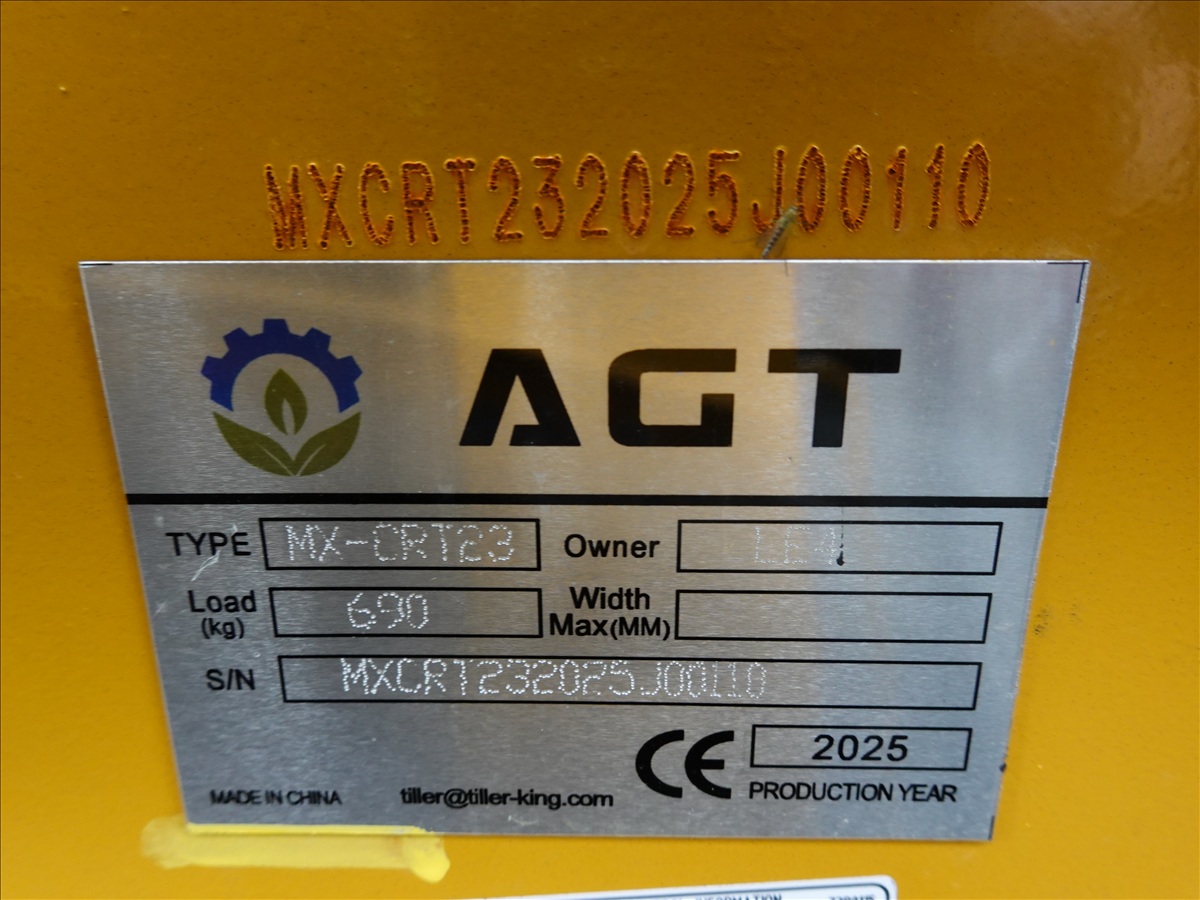 MXCRT232025J00110
AGT
TYPE MX-CRT23 Owner
Load (kg) 690 Width Max(MM)
S/N MXCRT232025J00110
CE 2025
MADE IN CHINA tiller@tiller-king.com PRODUCTION YEAR